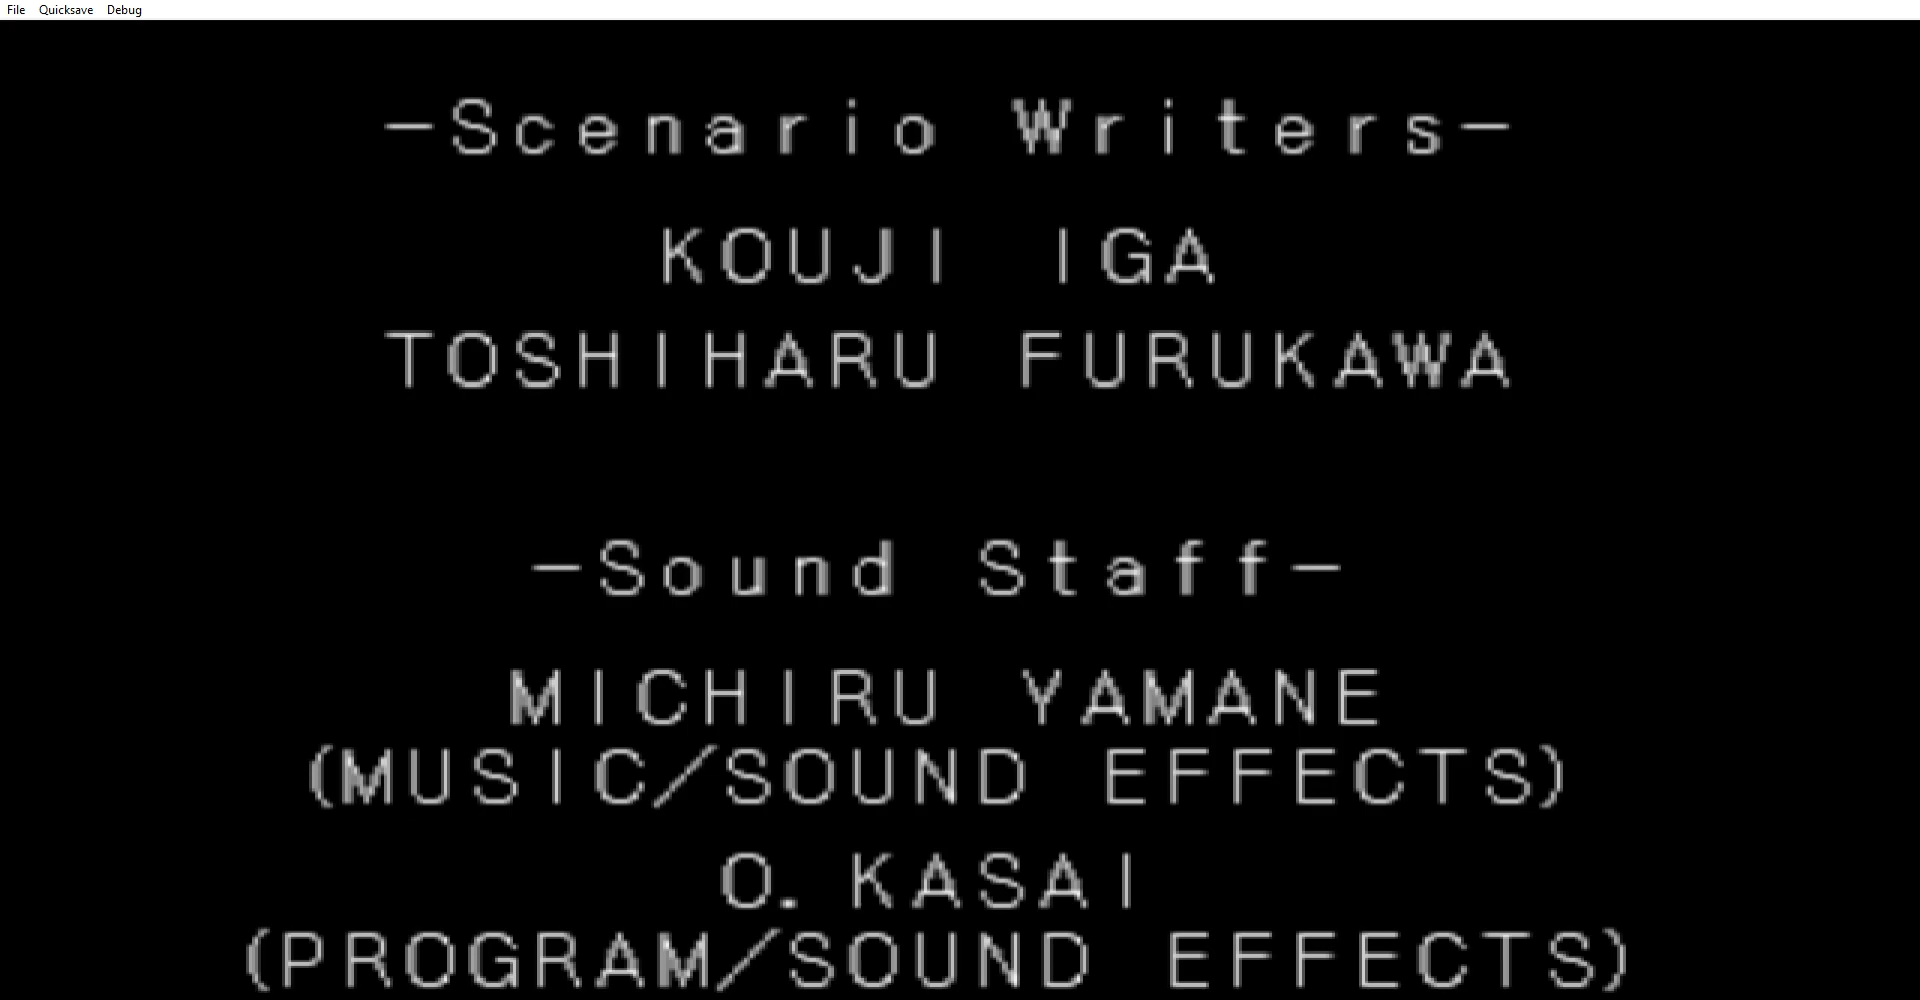 File Quicksave Debug
—Scenario Writers—
KOUJI IGA
TOSHIHARU FURUKAWA
—Sound Staff—
MICHIRU YAMANE
(MUSIC/SOUND EFFECTS)
O. KASAI
(PROGRAM/SOUND EFFECTS)